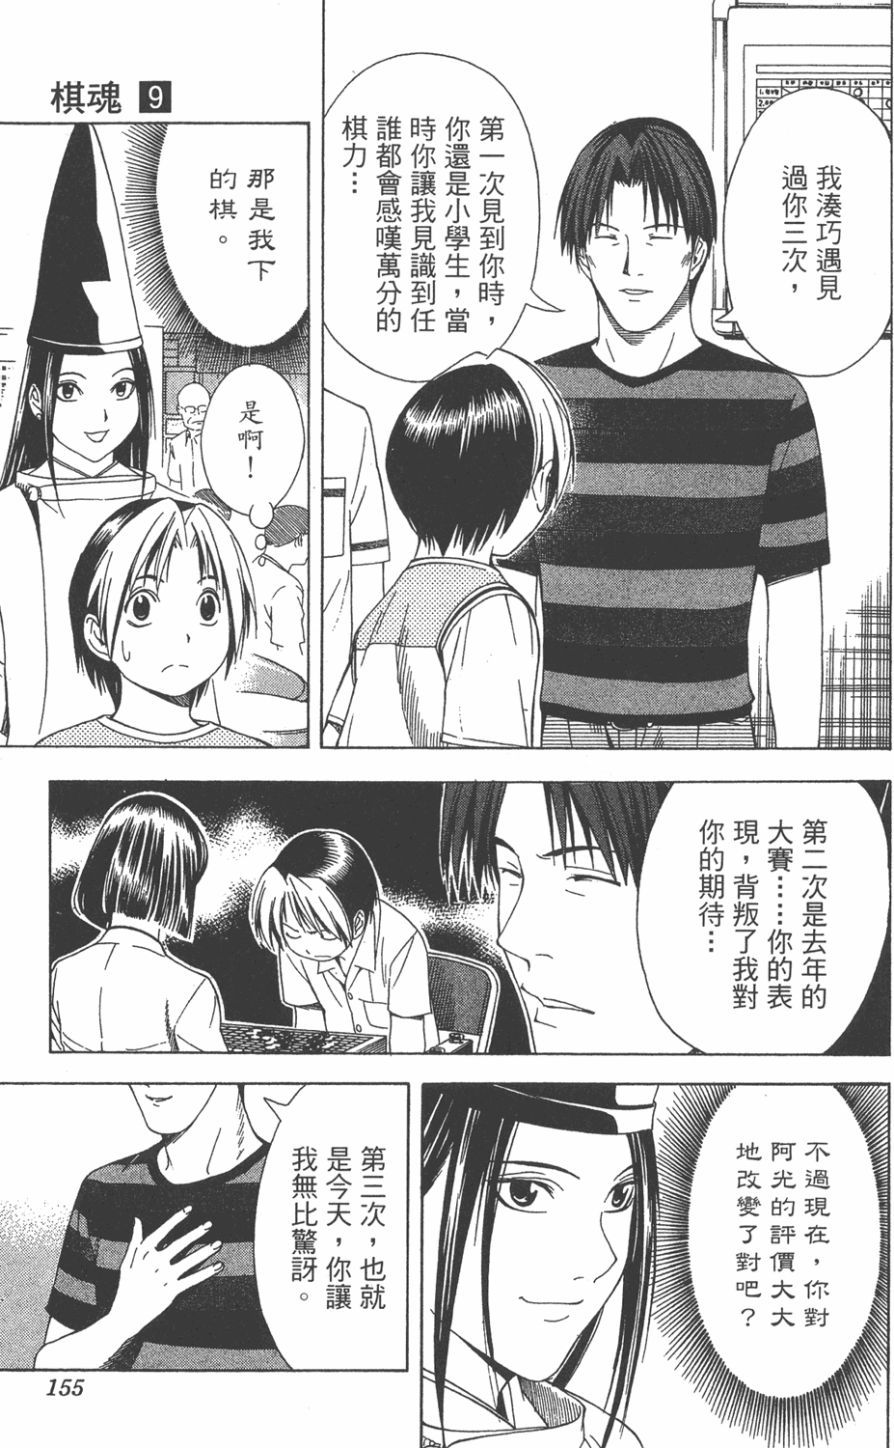 棋魂 9
我湊巧遇見
過你三次，
第一次見到你時，
你還是小學生，當
時你讓我見識到任
誰都會感嘆萬分的
棋力…
那是我下
的棋。
是啊！
第二次是去年的
大賽……你的表
現，背叛了我對
你的期待…
不過現在，你對
阿光的評價大大
地改變了對吧？
第三次，也就
是今天，你讓
我無比驚訝。
155